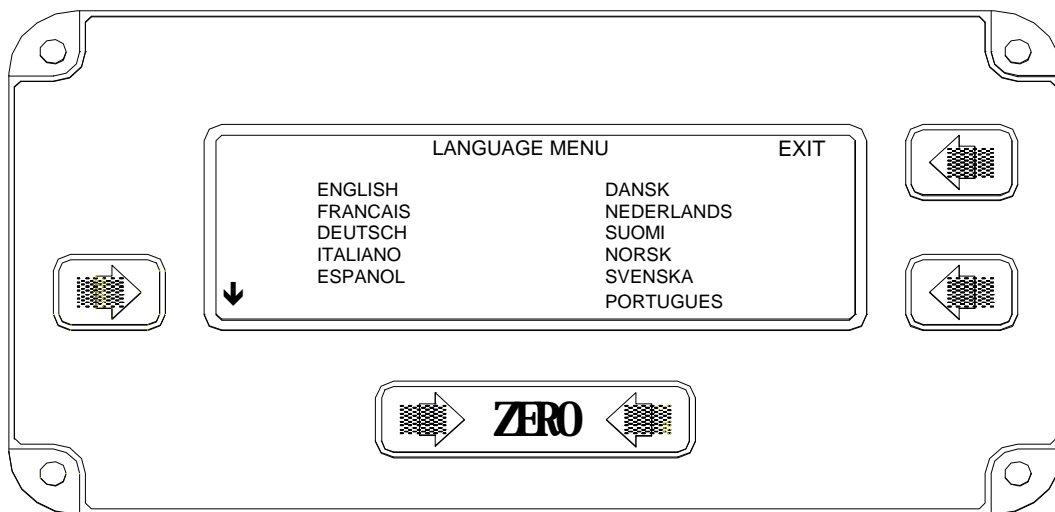 LANGUAGE MENU EXIT
ENGLISH DANSK
FRANCAIS NEDERLANDS
DEUTSCH SUOMI
ITALIANO NORSK
ESPANOL SVENSKA
PORTUGUES
ZERO